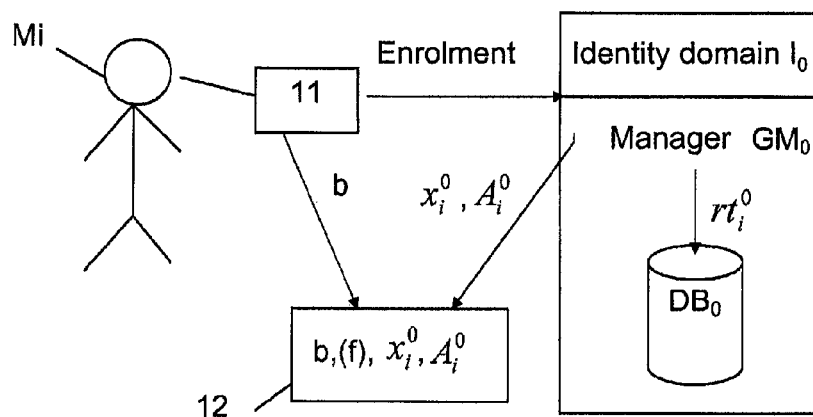 Mi
11
Enrolment
Identity domain I₀
Manager GM₀
b
x_i^0 , A_i^0
rt_i^0
DB₀
b,(f), x_i^0, A_i^0
12